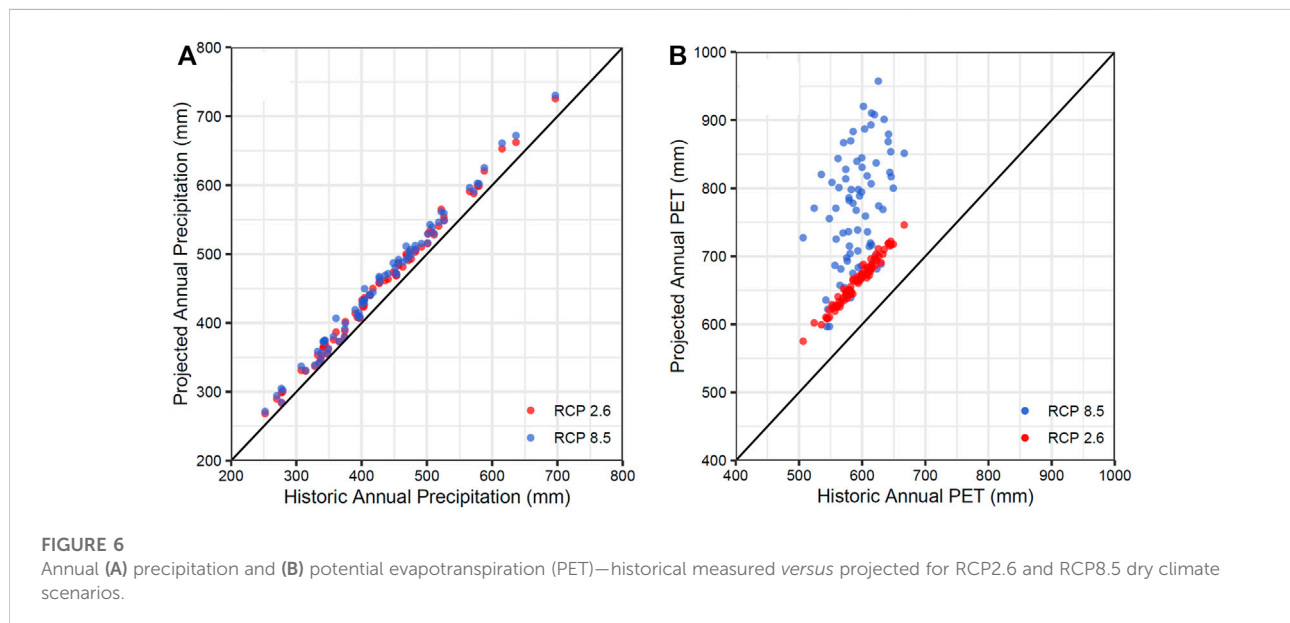 A
800
700
600
500
400
300
200
Projected Annual Precipitation (mm)
RCP 2.6
RCP 8.5
200 300 400 500 600 700 800
Historic Annual Precipitation (mm)
B
1000
900
800
700
600
500
400
Projected Annual PET (mm)
RCP 8.5
RCP 2.6
400 500 600 700 800 900 1000
Historic Annual PET (mm)
FIGURE 6
Annual (A) precipitation and (B) potential evapotranspiration (PET)—historical measured versus projected for RCP2.6 and RCP8.5 dry climate
scenarios.